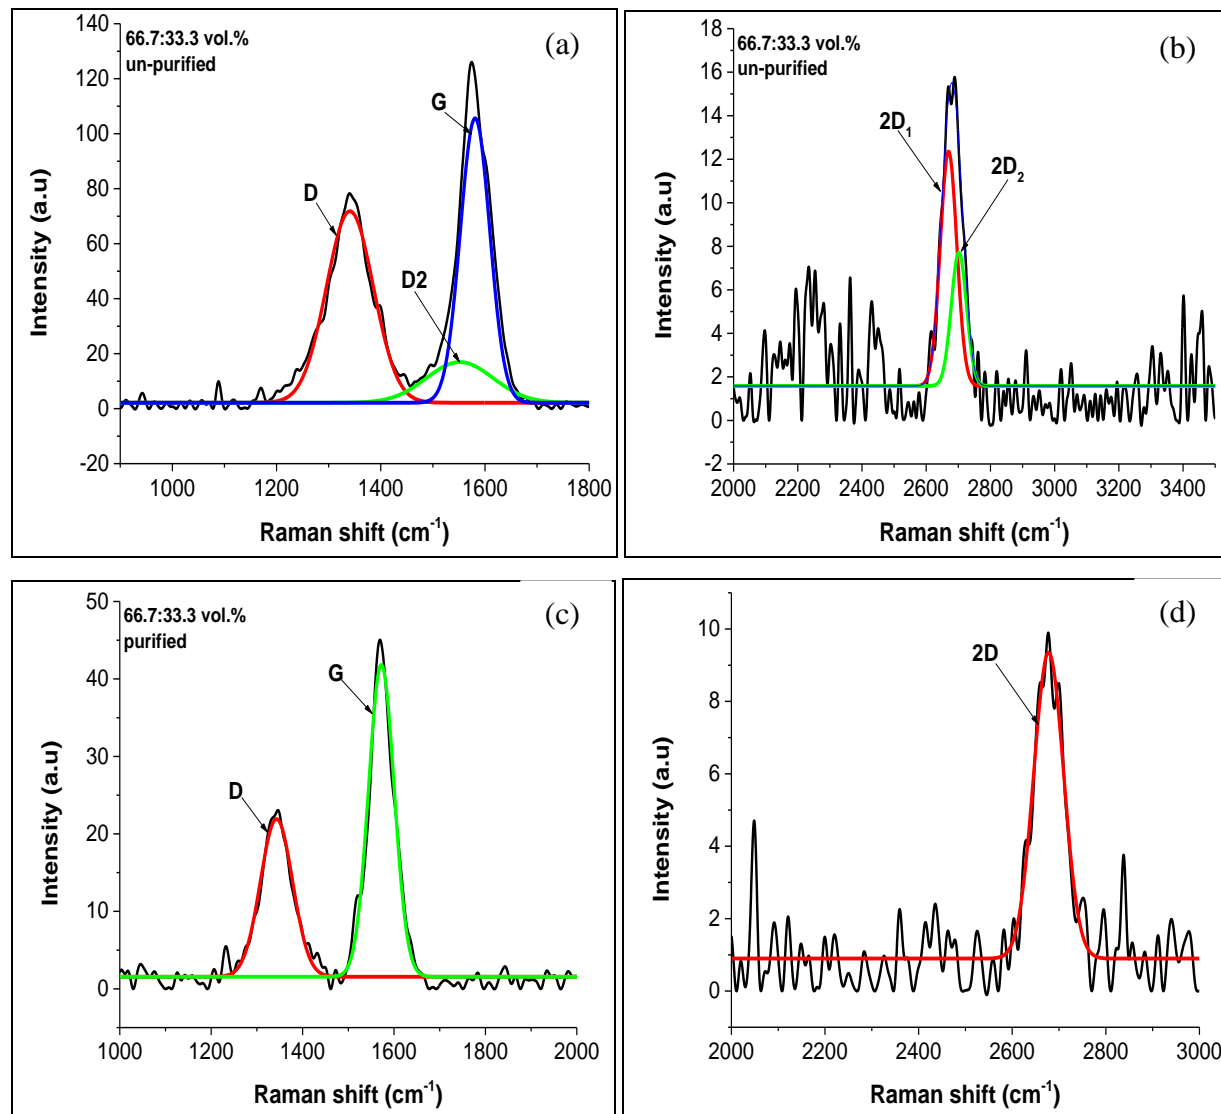 66.7:33.3 vol.%
un-purified
(a)
140
120
100
80
60
40
20
0
-20
D
D2
G
1000 1200 1400 1600 1800
Intensity (a.u)
Raman shift (cm⁻¹)
66.7:33.3 vol.%
un-purified
(b)
18
16
14
12
10
8
6
4
2
0
-2
2D₁
2D₂
2000 2200 2400 2600 2800 3000 3200 3400
Intensity (a.u)
Raman shift (cm⁻¹)
66.7:33.3 vol.%
purified
(c)
50
40
30
20
10
0
D
G
1000 1200 1400 1600 1800 2000
Intensity (a.u)
Raman shift (cm⁻¹)
(d)
10
8
6
4
2
0
2D
2000 2200 2400 2600 2800 3000
Intensity (a.u)
Raman shift (cm⁻¹)